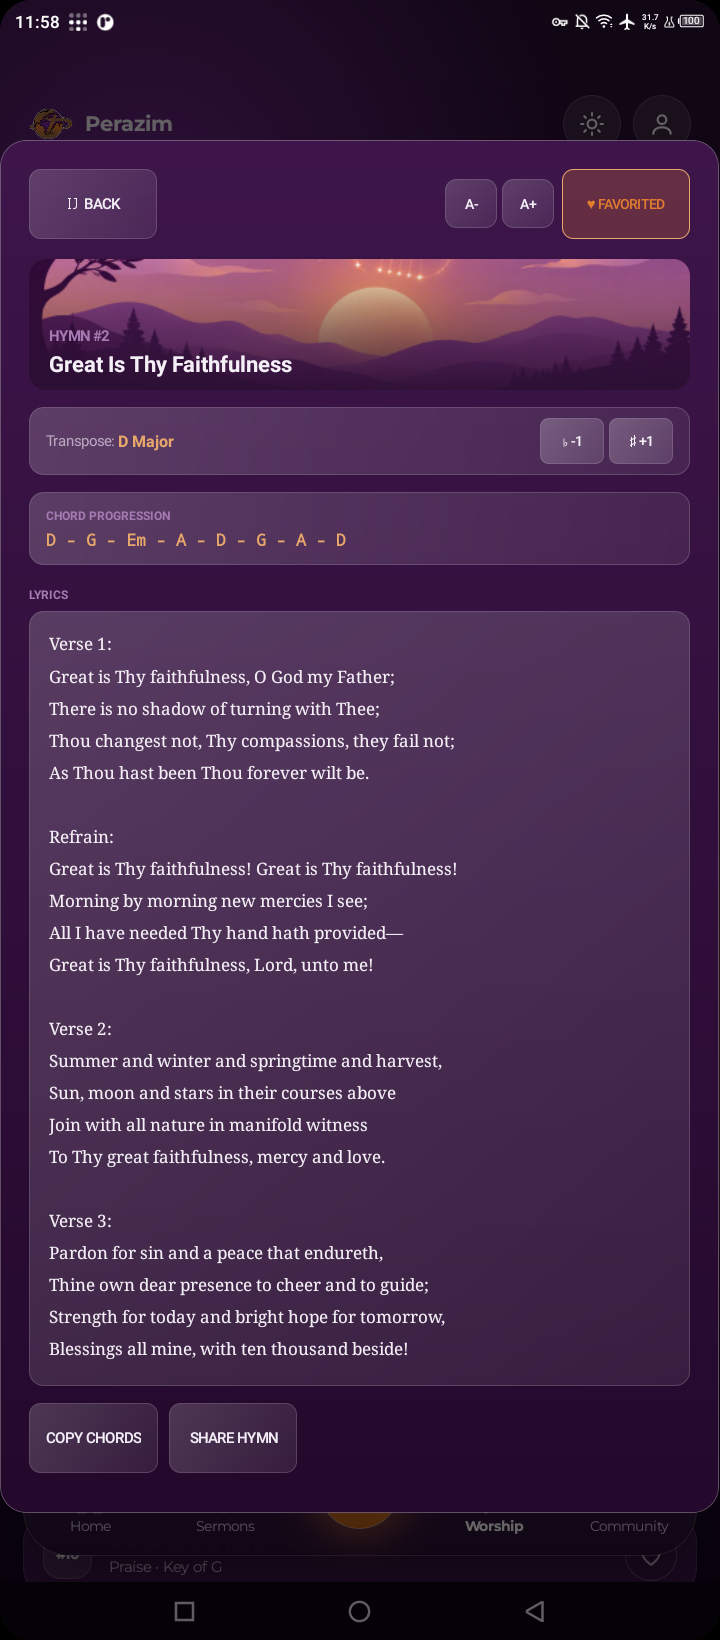 11:58
31.7
K/s
100
Perazim
BACK
A-
A+
♥ FAVORITED
HYMN #2
Great Is Thy Faithfulness
Transpose: D Major
♭ -1
♯ +1
CHORD PROGRESSION
D - G - Em - A - D - G - A - D
LYRICS
Verse 1:
Great is Thy faithfulness, O God my Father;
There is no shadow of turning with Thee;
Thou changest not, Thy compassions, they fail not;
As Thou hast been Thou forever wilt be.
Refrain:
Great is Thy faithfulness! Great is Thy faithfulness!
Morning by morning new mercies I see;
All I have needed Thy hand hath provided—
Great is Thy faithfulness, Lord, unto me!
Verse 2:
Summer and winter and springtime and harvest,
Sun, moon and stars in their courses above
Join with all nature in manifold witness
To Thy great faithfulness, mercy and love.
Verse 3:
Pardon for sin and a peace that endureth,
Thine own dear presence to cheer and to guide;
Strength for today and bright hope for tomorrow,
Blessings all mine, with ten thousand beside!
COPY CHORDS
SHARE HYMN
Home
Sermons
Worship
Community
Praise · Key of G